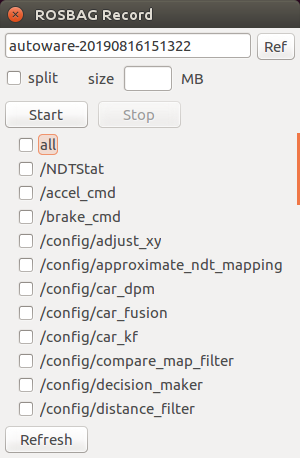 ROSBAG Record
autoware-20190816151322 Ref
split size MB
Start Stop
all
/NDTStat
/accel_cmd
/brake_cmd
/config/adjust_xy
/config/approximate_ndt_mapping
/config/car_dpm
/config/car_fusion
/config/car_kf
/config/compare_map_filter
/config/decision_maker
/config/distance_filter
Refresh